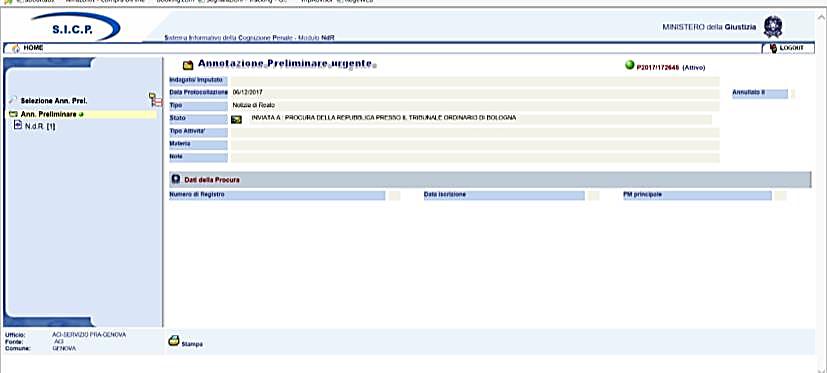 S.I.C.P.
MINISTERO della Giustizia
Sistema Informativo della Cognizione Penale - Modulo NdR
HOME
LOGOUT
Annotazione Preliminare urgente
P2017/172645 (Attivo)
Indagato/ Imputato
Data Protocollazione 06/12/2017
Annullato il
Selezione Ann. Prel.
Tipo Notizie di Reato
Ann. Preliminare
Stato INVIATA A : PROCURA DELLA REPUBBLICA PRESSO IL TRIBUNALE ORDINARIO DI BOLOGNA
N.d.R. [1]
Tipo Attivita'
Materia
Note
Dati della Procura
Numero di Registro
Data Iscrizione
PM principale
Ufficio: ACI-SERVIZIO PRA-GENOVA
Fonte: ACI
Comune: GENOVA
Stampa